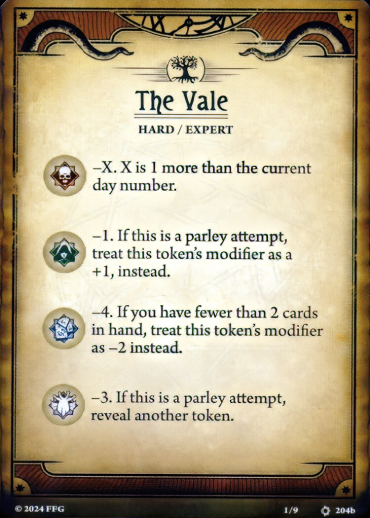 The Vale
HARD / EXPERT
–X. X is 1 more than the current
day number.
–1. If this is a parley attempt,
treat this token's modifier as a
+1, instead.
–4. If you have fewer than 2 cards
in hand, treat this token's modifier
as –2 instead.
–3. If this is a parley attempt,
reveal another token.
© 2024 FFG 1/9 204b